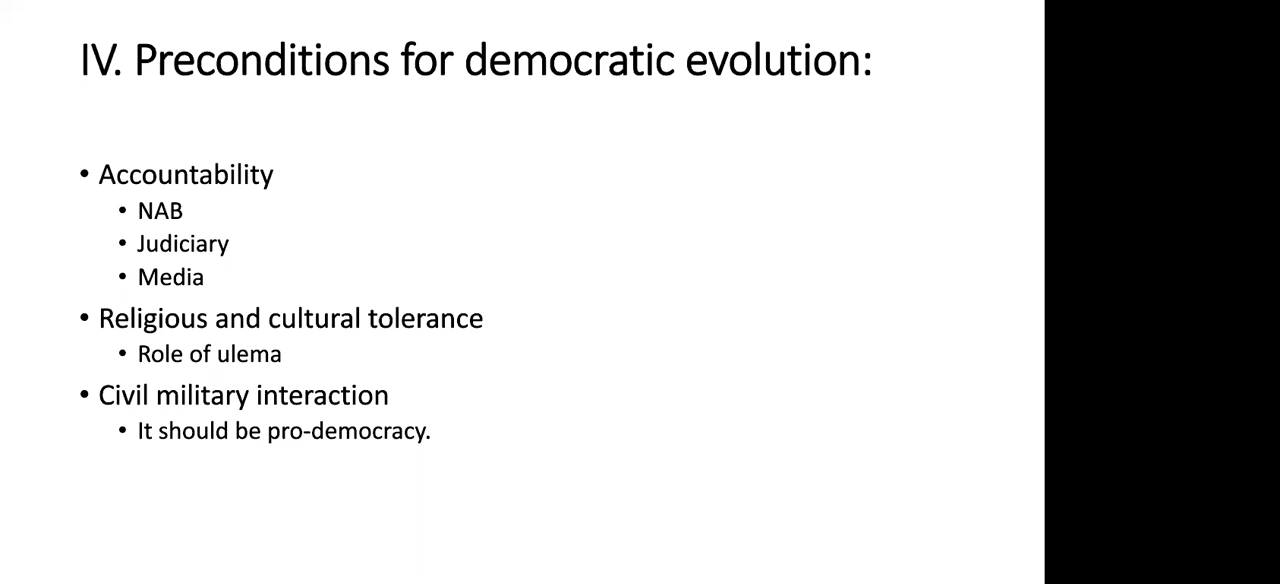 IV. Preconditions for democratic evolution:
• Accountability
• NAB
• Judiciary
• Media
• Religious and cultural tolerance
• Role of ulema
• Civil military interaction
• It should be pro-democracy.